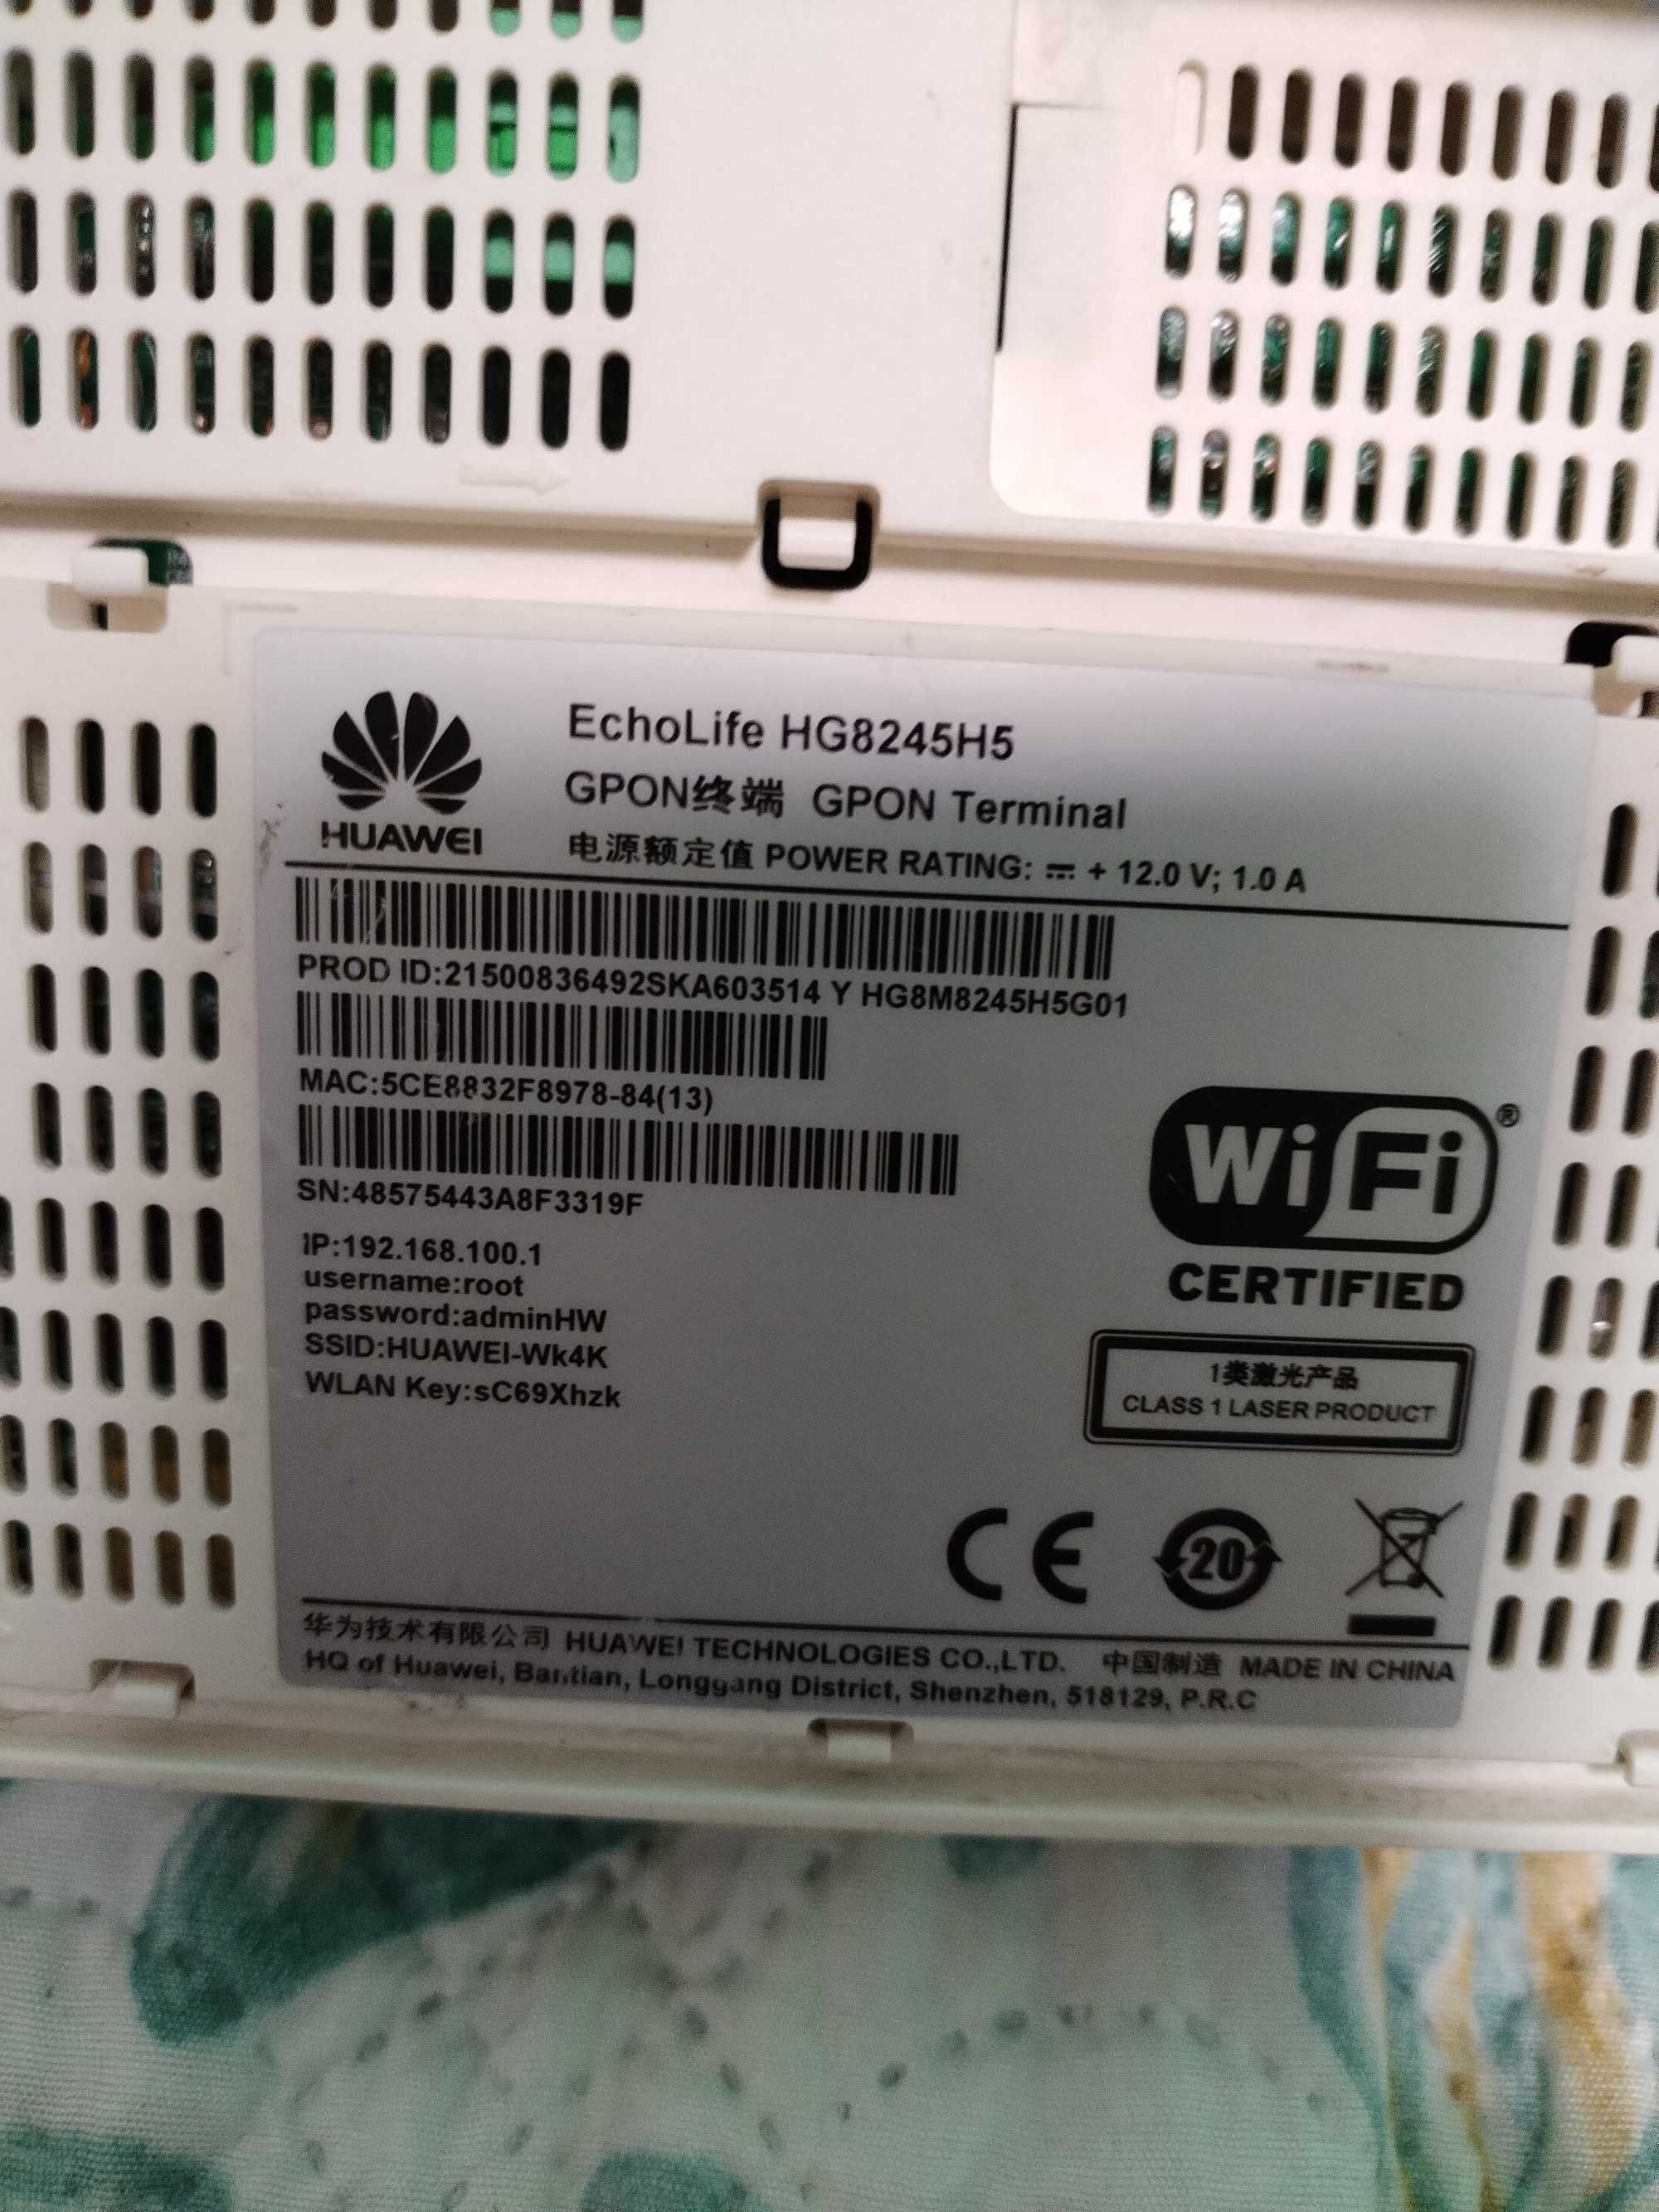 HUAWEI
EchoLife HG8245H5
GPON终端 GPON Terminal
电源额定值 POWER RATING: ⎓ + 12.0 V; 1.0 A
PROD ID:21500836492SKA603514 Y HG8M8245H5G01
MAC:5CE8832F8978-84(13)
SN:48575443A8F3319F
IP:192.168.100.1
username:root
password:adminHW
SSID:HUAWEI-Wk4K
WLAN Key:sC69Xhzk
WiFi®
CERTIFIED
1类激光产品
CLASS 1 LASER PRODUCT
CE
20
华为技术有限公司 HUAWEI TECHNOLOGIES CO.,LTD. 中国制造 MADE IN CHINA
HQ of Huawei, Bantian, Longgang District, Shenzhen, 518129, P.R.C